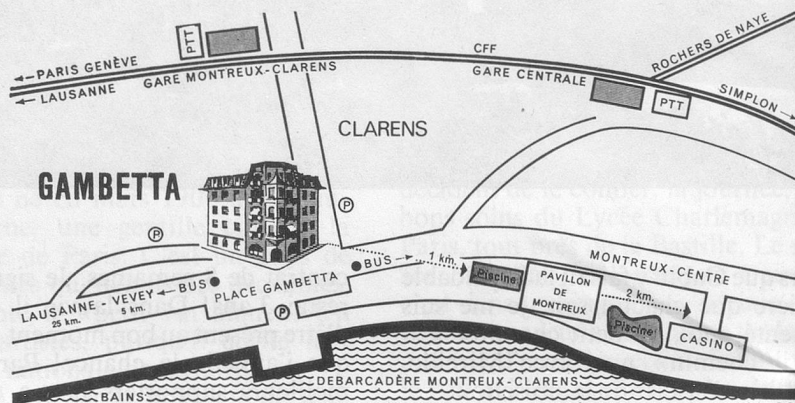 PTT
CFF
ROCHERS DE NAYE
← PARIS GENÈVE
GARE MONTREUX-CLARENS
GARE CENTRALE
← LAUSANNE
SIMPLON →
PTT
CLARENS
GAMBETTA
P
P
MONTREUX-CENTRE
← BUS
BUS →
1 km.
Piscine
PAVILLON
DE
MONTREUX
2 km.
LAUSANNE - VEVEY
25 km. 5 km.
PLACE GAMBETTA
P
Piscine
CASINO
DEBARCADÈRE MONTREUX-CLARENS
BAINS